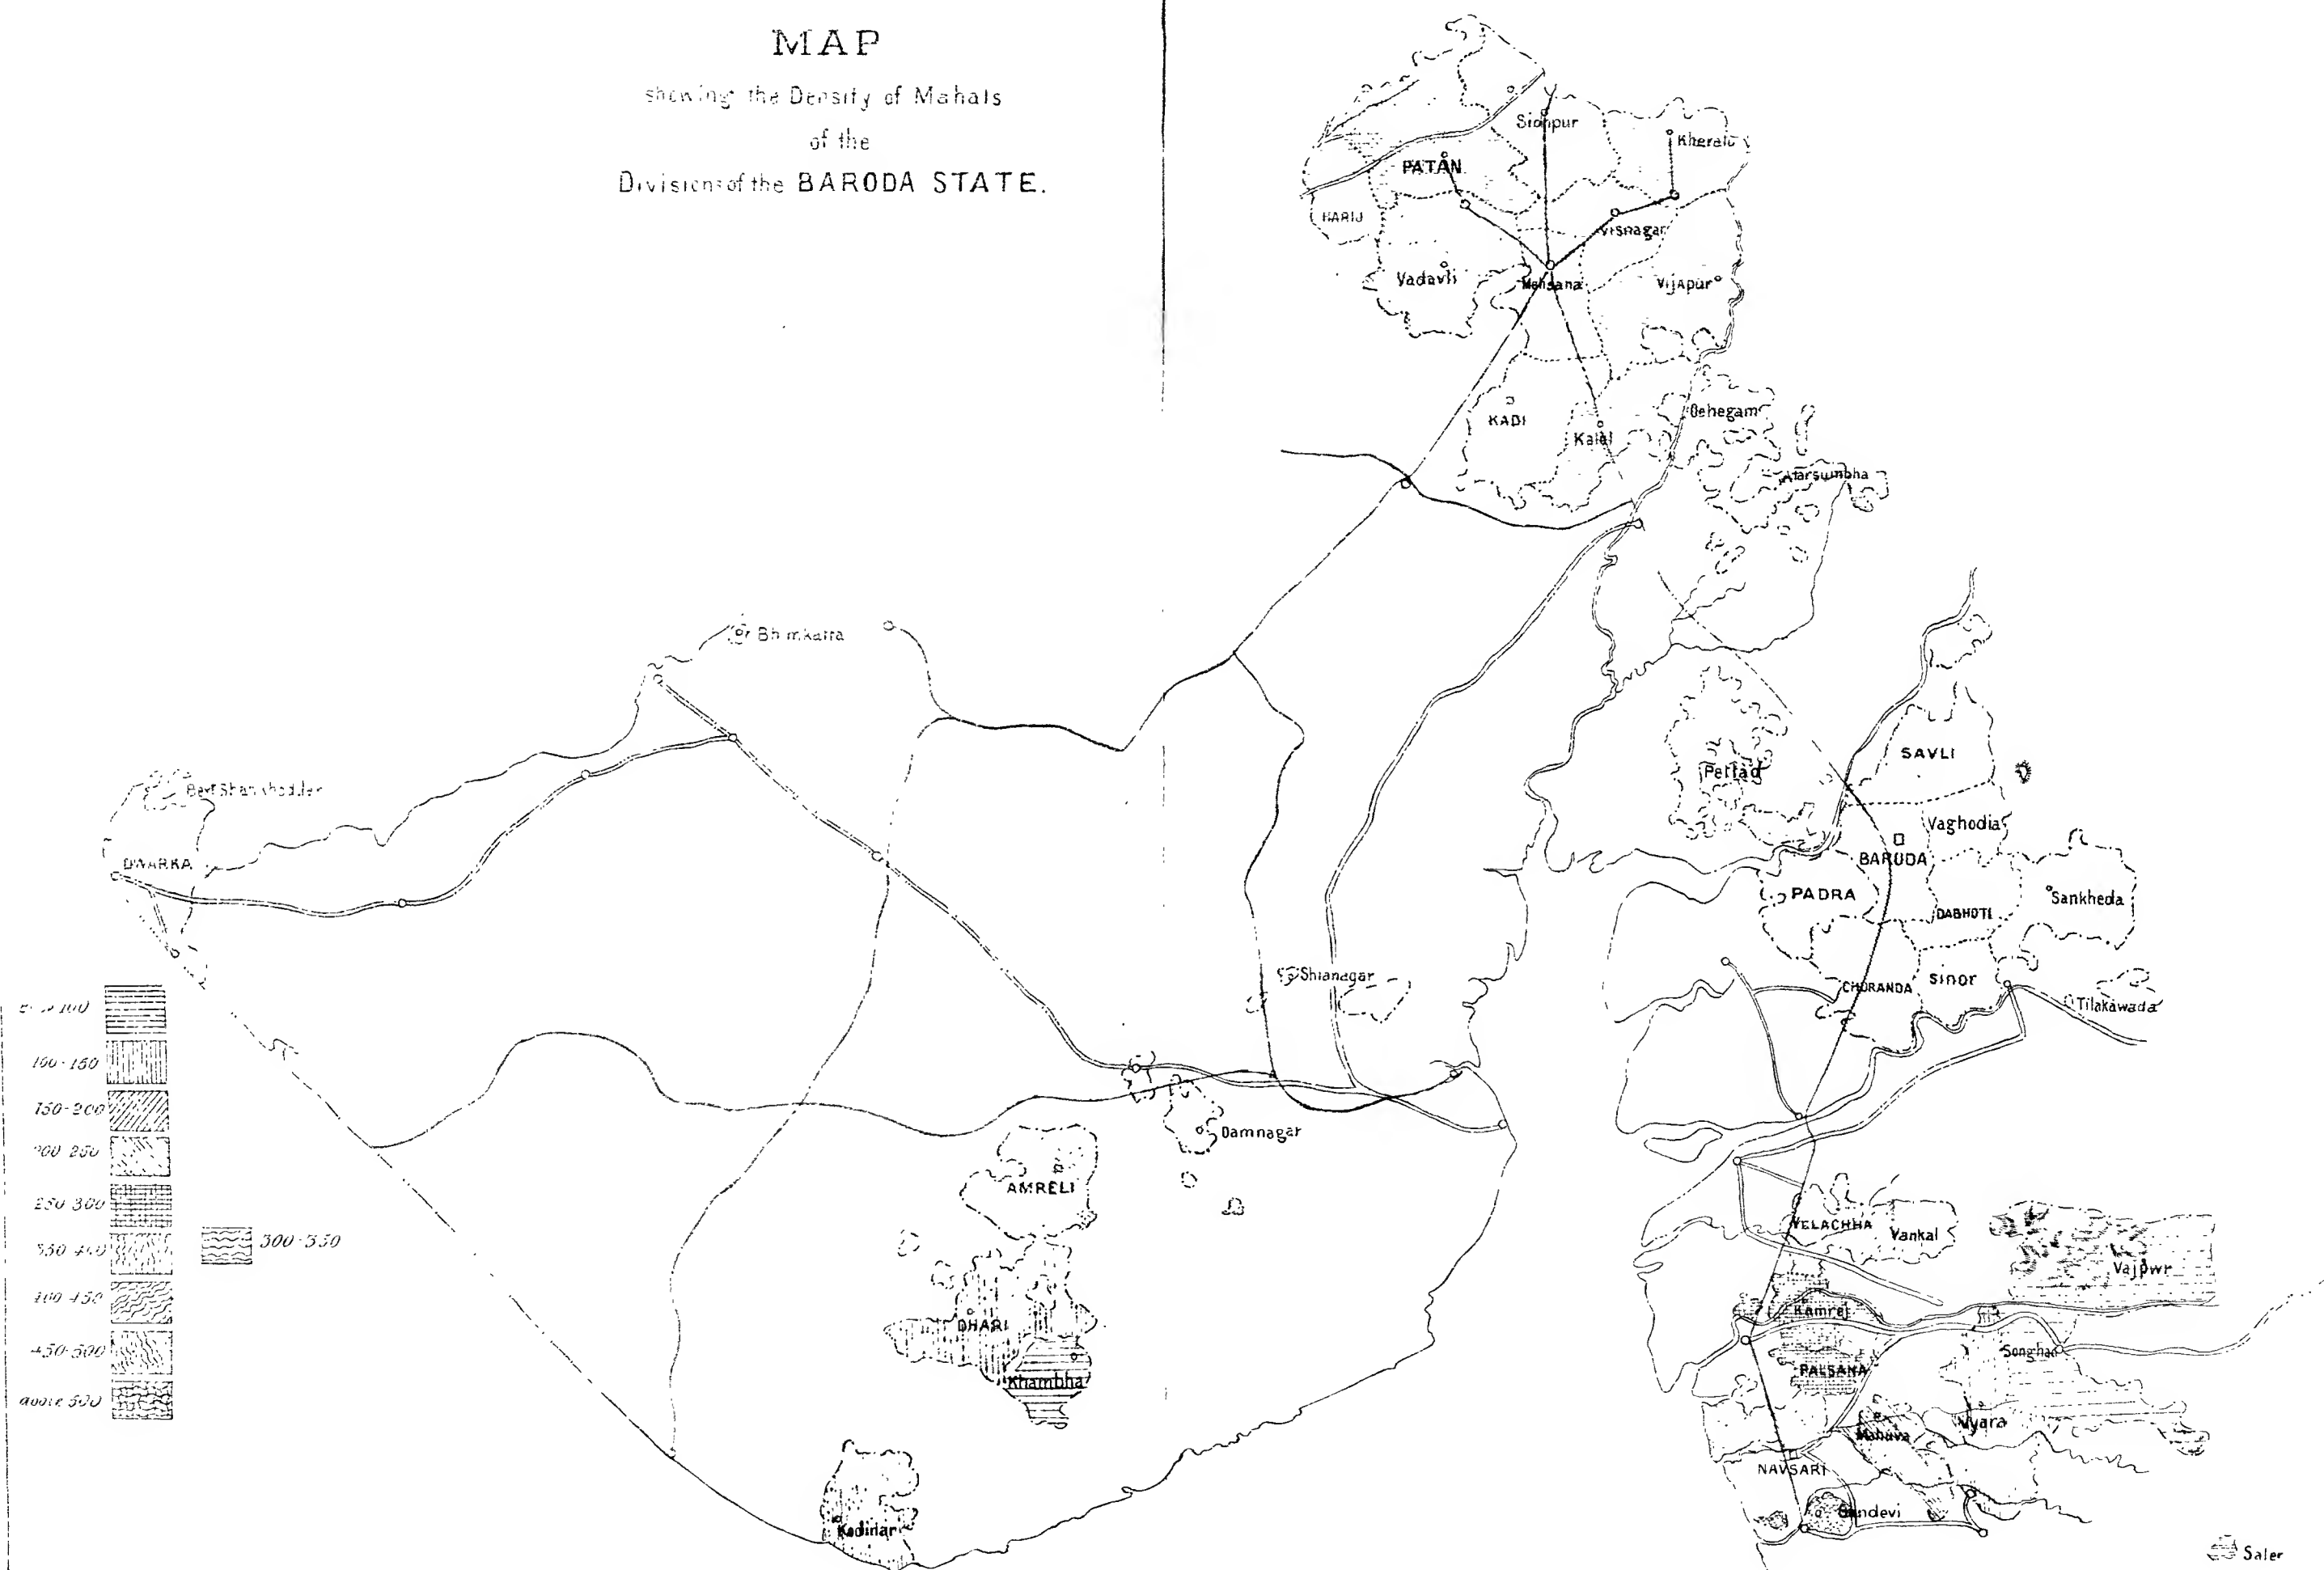 MAP
showing the Density of Mahals
of the
Divisions of the BARODA STATE.
Sidhpur
Kheralu
PATAN
HARIJ
Visnagar
Vadavli
Mehsana
Vijapur
KADI
Kalol
Dehegam
Atarsumbha
Bhimkatta
SAVLI
Petlad
Vaghodia
BARODA
DWARKA
PADRA
Sankheda
DABHOI
Shianagar
CHORANDA
Sinor
Tilakawada
100-150
150-200
Damnagar
AMRELI
250-300
300-350
VELACHHA
Vankal
Vajpur
Kamrej
DHARI
Songhad
450-500
PALSANA
Khambha
above 500
Vyara
Mahuva
NAVSARI
Gandevi
Kodinar
Saler